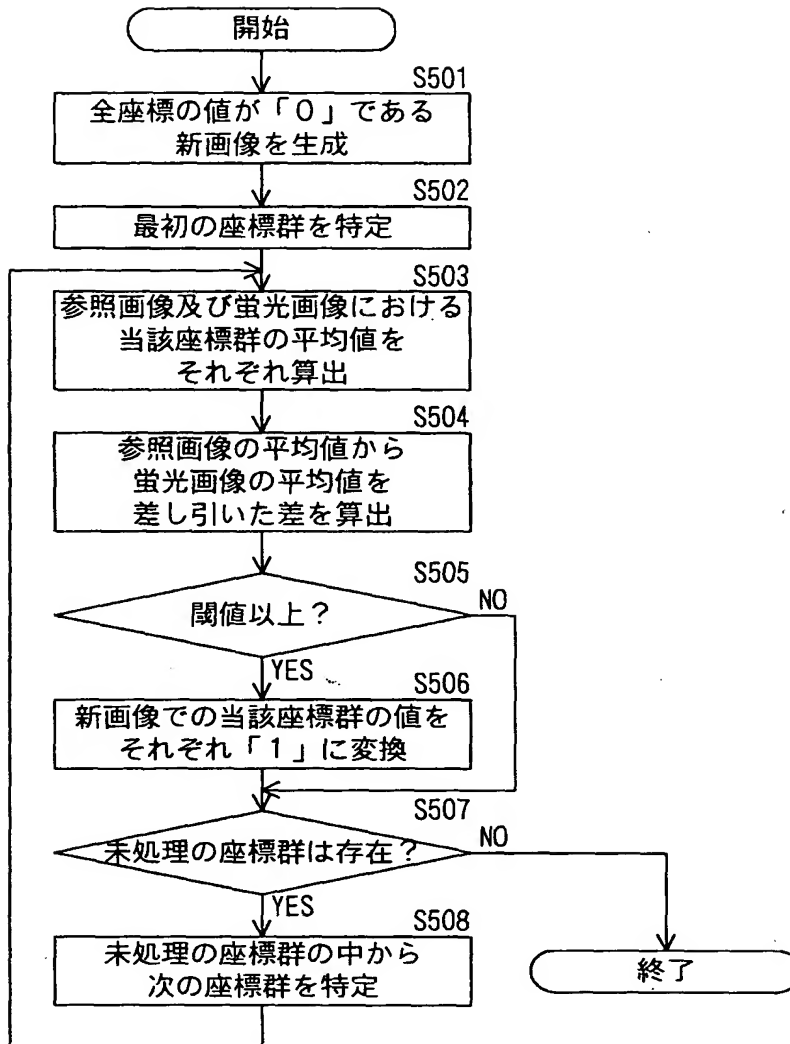 開始
S501
全座標の値が「０」である
新画像を生成
S502
最初の座標群を特定
S503
参照画像及び蛍光画像における
当該座標群の平均値を
それぞれ算出
S504
参照画像の平均値から
蛍光画像の平均値を
差し引いた差を算出
S505
閾値以上？
NO
YES
S506
新画像での当該座標群の値を
それぞれ「１」に変換
S507
未処理の座標群は存在？
NO
YES
S508
未処理の座標群の中から
次の座標群を特定
終了